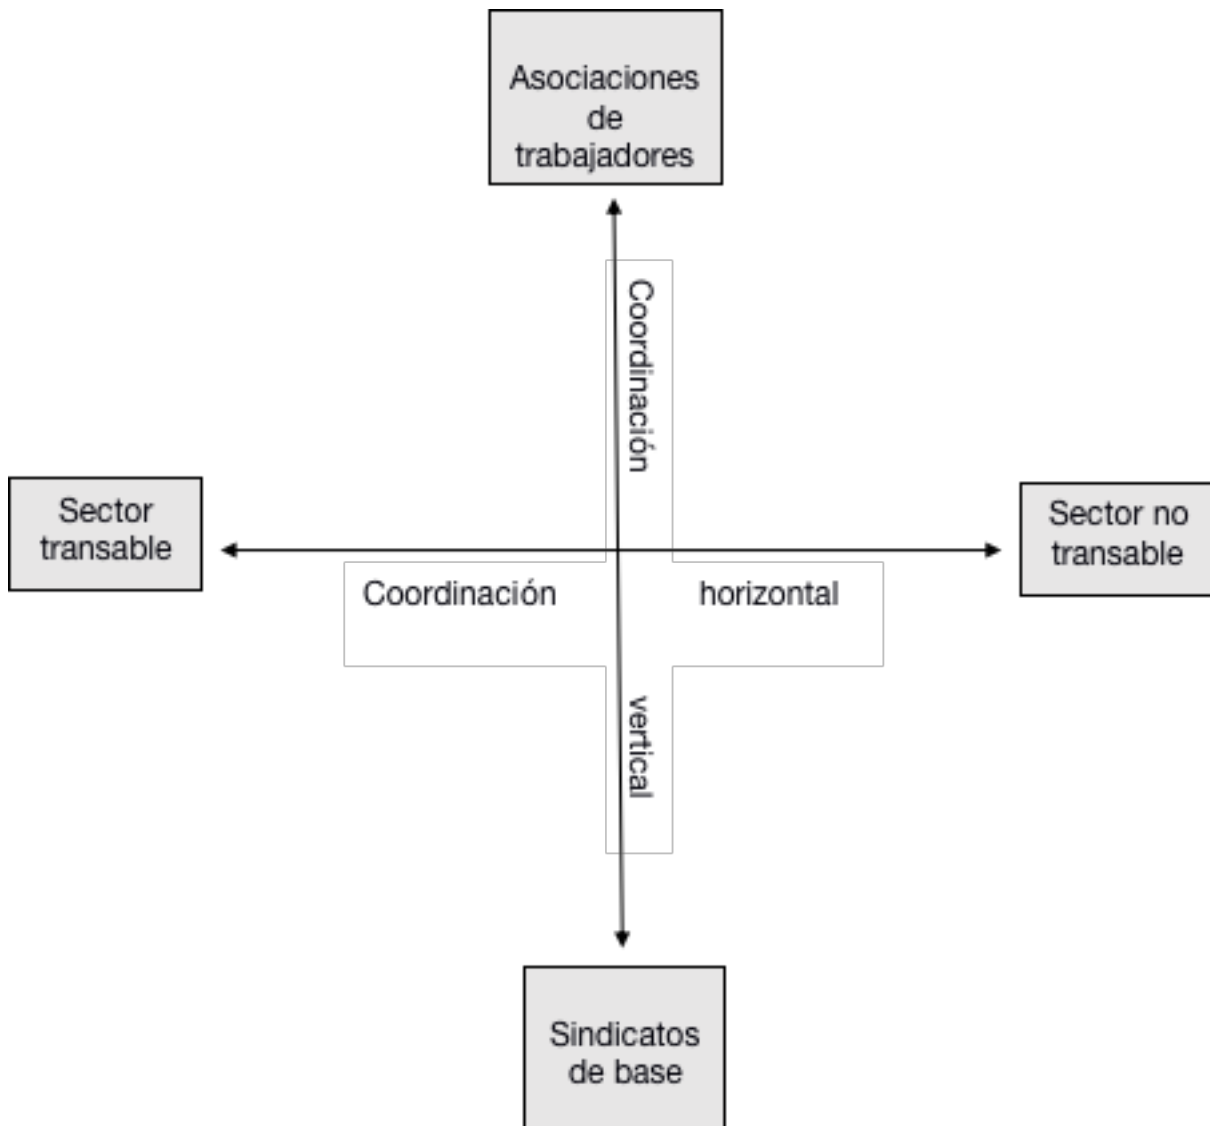 Asociaciones
de
trabajadores
Coordinación
Sector
transable
Sector no
transable
Coordinación horizontal
vertical
Sindicatos
de base